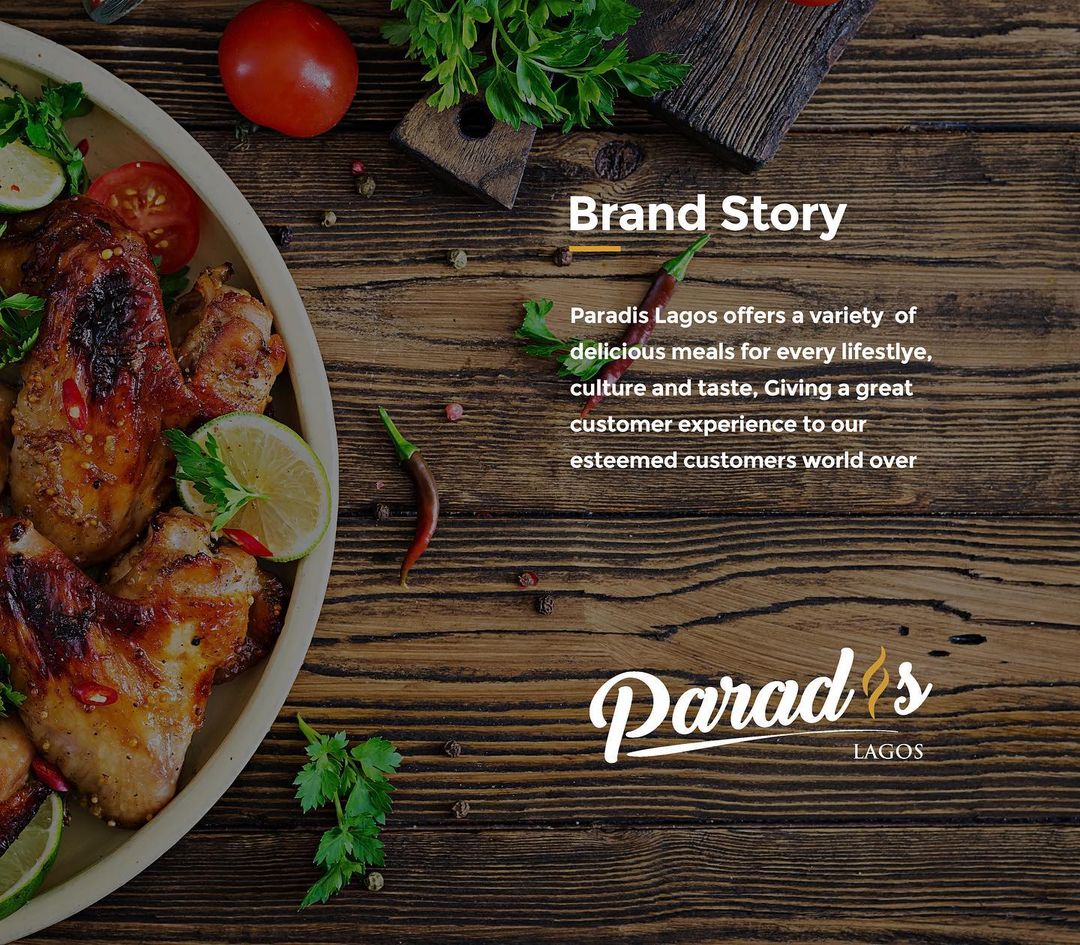 Brand Story
Paradis Lagos offers a variety of
delicious meals for every lifestlye,
culture and taste, Giving a great
customer experience to our
esteemed customers world over
Paradis
LAGOS